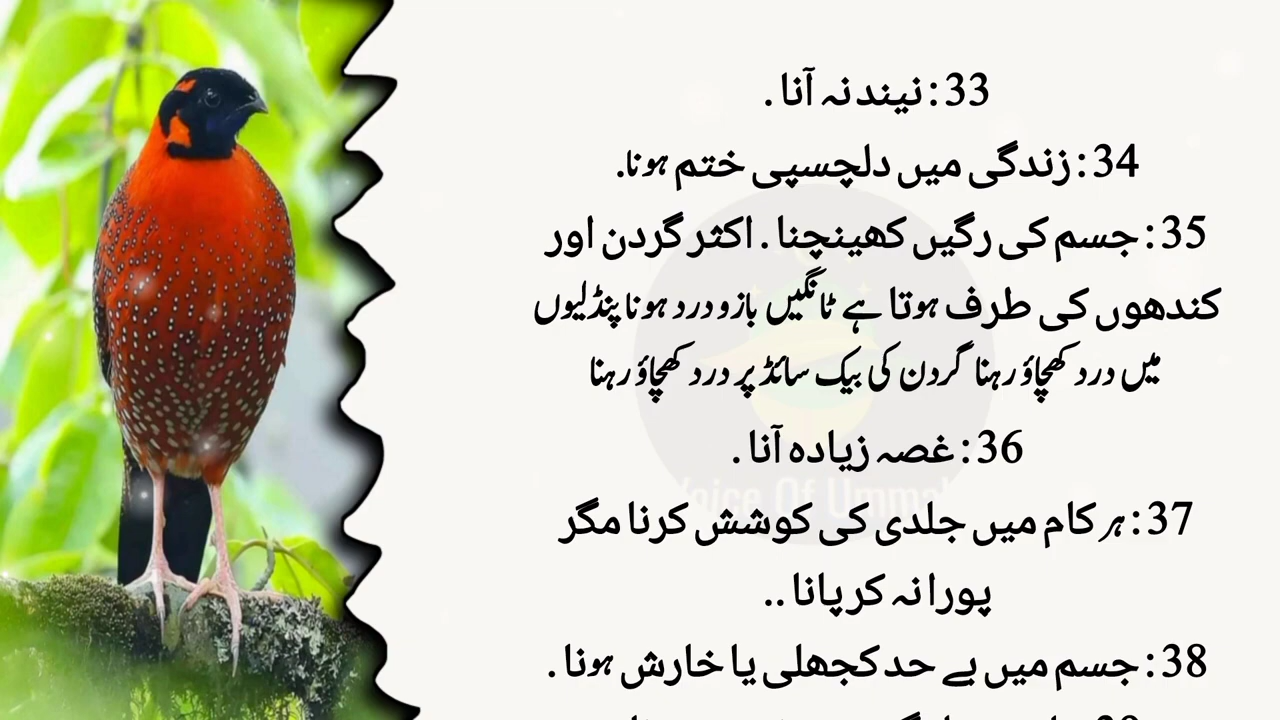 33:نیند نہ آنا.
34:زندگی میں دلچسپی ختم ہونا.
35:جسم کی رگیں کھینچنا. اکثر گردن اور
کندھوں کی طرف ہوتا ہے ٹانگیں بازو درد ہونا پنڈلیوں
میں درد کھچاؤ رہنا گردن کی بیک سائڈ پر درد کھچاؤ رہنا
36:غصہ زیادہ آنا.
37:ہر کام میں جلدی کی کوشش کرنا مگر
پورا نہ کر پانا..
38:جسم میں بے حد کجھلی یا خارش ہونا.
Voice Of Ummah